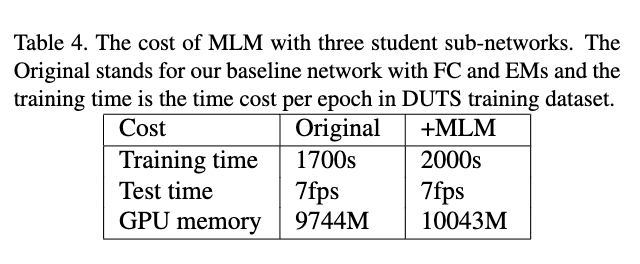 Table 4. The cost of MLM with three student sub-networks. The
Original stands for our baseline network with FC and EMs and the
training time is the time cost per epoch in DUTS training dataset.
Cost Original +MLM
Training time 1700s 2000s
Test time 7fps 7fps
GPU memory 9744M 10043M